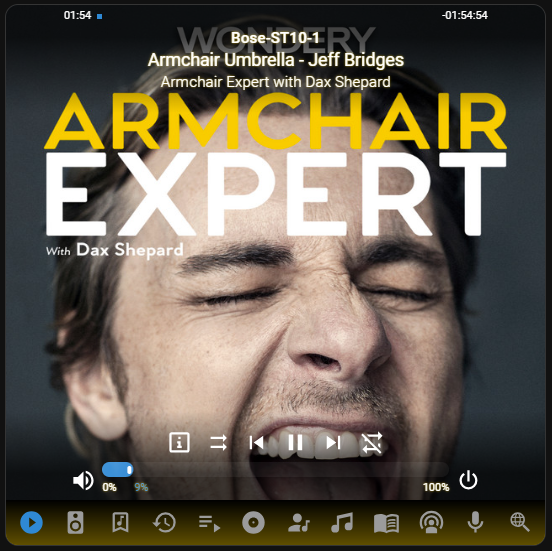 01:54
-01:54:54
WONDERY
Bose-ST10-1
Armchair Umbrella - Jeff Bridges
Armchair Expert with Dax Shepard
ARMCHAIR
EXPERT
With Dax Shepard
0% 9% 100%